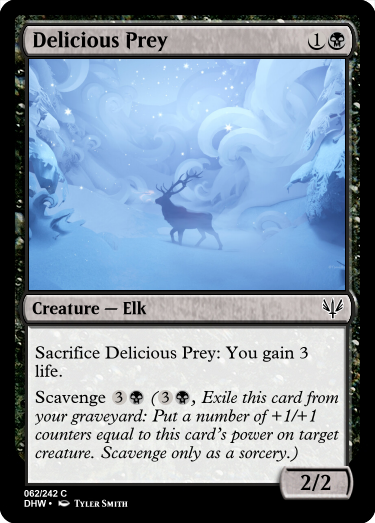 Delicious Prey 1
Creature — Elk
Sacrifice Delicious Prey: You gain 3
life.
Scavenge 3 (3, Exile this card from
your graveyard: Put a number of +1/+1
counters equal to this card's power on target
creature. Scavenge only as a sorcery.)
2/2
062/242 C
DHW • Tyler Smith